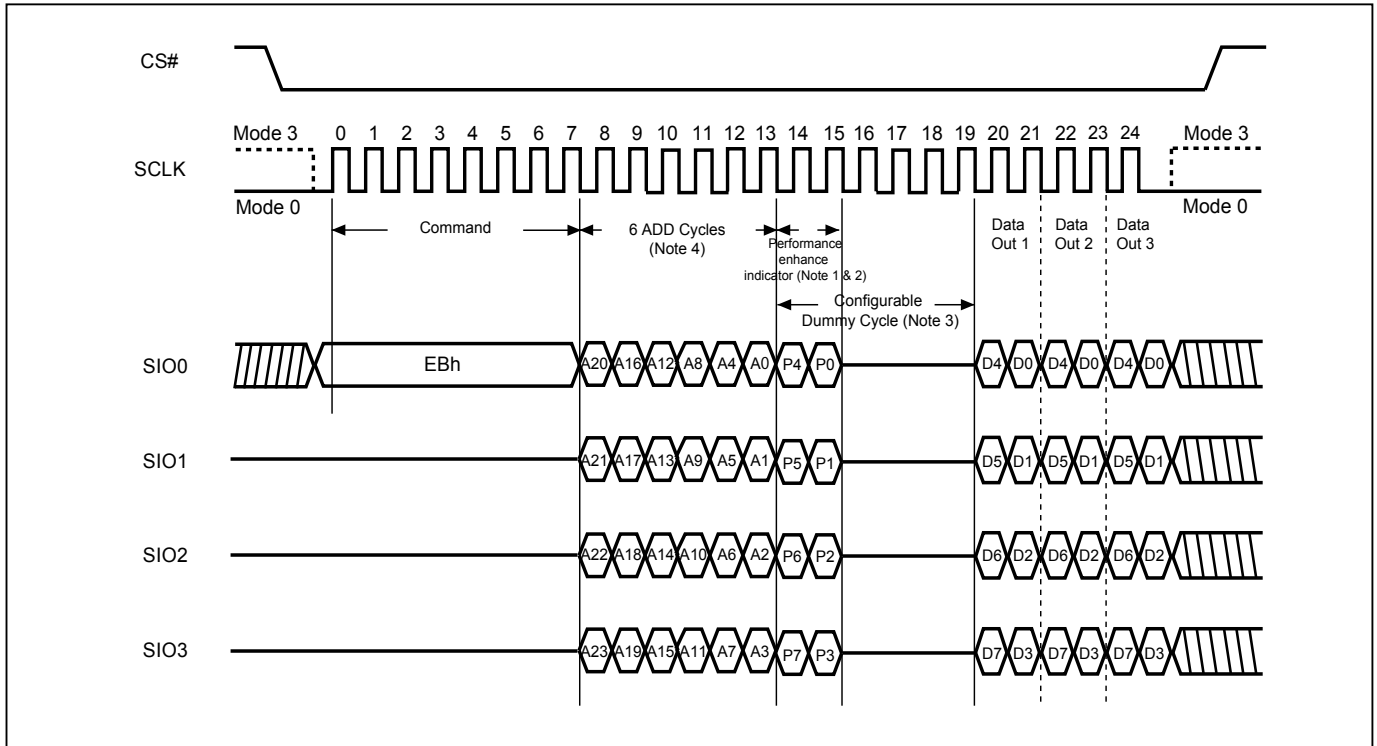 CS#
Mode 3 0 1 2 3 4 5 6 7 8 9 10 11 12 13 14 15 16 17 18 19 20 21 22 23 24 Mode 3
SCLK
Mode 0 Mode 0
Command
6 ADD Cycles
(Note 4)
Performance
enhance
indicator (Note 1 & 2)
Data
Out 1
Data
Out 2
Data
Out 3
Configurable
Dummy Cycle (Note 3)
SIO0 EBh A20 A16 A12 A8 A4 A0 P4 P0 D4 D0 D4 D0 D4 D0
SIO1 A21 A17 A13 A9 A5 A1 P5 P1 D5 D1 D5 D1 D5 D1
SIO2 A22 A18 A14 A10 A6 A2 P6 P2 D6 D2 D6 D2 D6 D2
SIO3 A23 A19 A15 A11 A7 A3 P7 P3 D7 D3 D7 D3 D7 D3